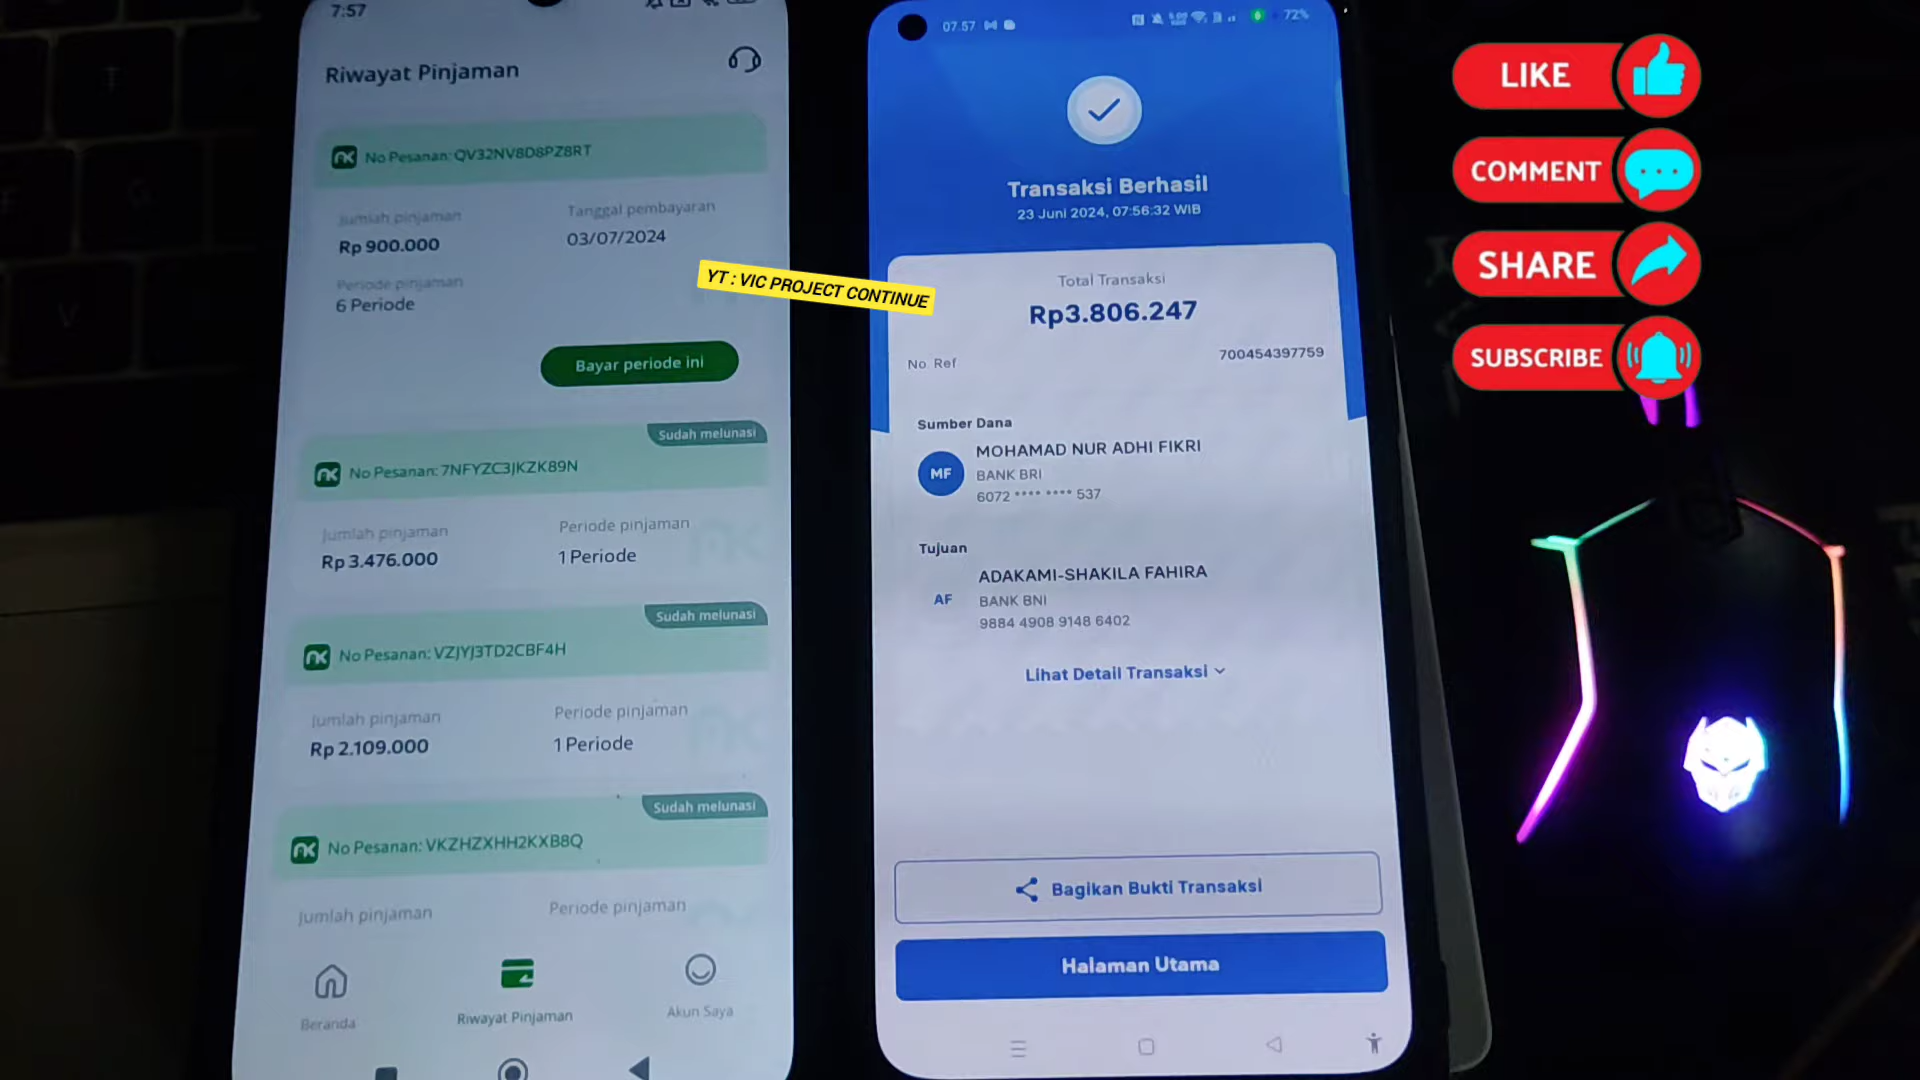 7:57
Riwayat Pinjaman
No Pesanan: QV32NV8D8PZ8RT
Jumlah pinjaman
Tanggal pembayaran
Rp 900.000
03/07/2024
Periode pinjaman
6 Periode
Bayar periode ini
Sudah melunasi
No Pesanan: 7NFYZC3JKZK89N
Jumlah pinjaman
Periode pinjaman
Rp 3.476.000
1 Periode
Sudah melunasi
No Pesanan: VZJYJ3TD2CBF4H
Jumlah pinjaman
Periode pinjaman
Rp 2.109.000
1 Periode
Sudah melunasi
No Pesanan: VKZHZXHH2KXB8Q
Jumlah pinjaman
Periode pinjaman
Beranda
Riwayat Pinjaman
Akun Saya
YT : VIC PROJECT CONTINUE
07.57
72%
Transaksi Berhasil
23 Juni 2024, 07:56:32 WIB
Total Transaksi
Rp3.806.247
No. Ref
700454397759
Sumber Dana
MF
MOHAMAD NUR ADHI FIKRI
BANK BRI
6072 **** **** 537
Tujuan
AF
ADAKAMI-SHAKILA FAHIRA
BANK BNI
9884 4908 9148 6402
Lihat Detail Transaksi
Bagikan Bukti Transaksi
Halaman Utama
LIKE
COMMENT
SHARE
SUBSCRIBE